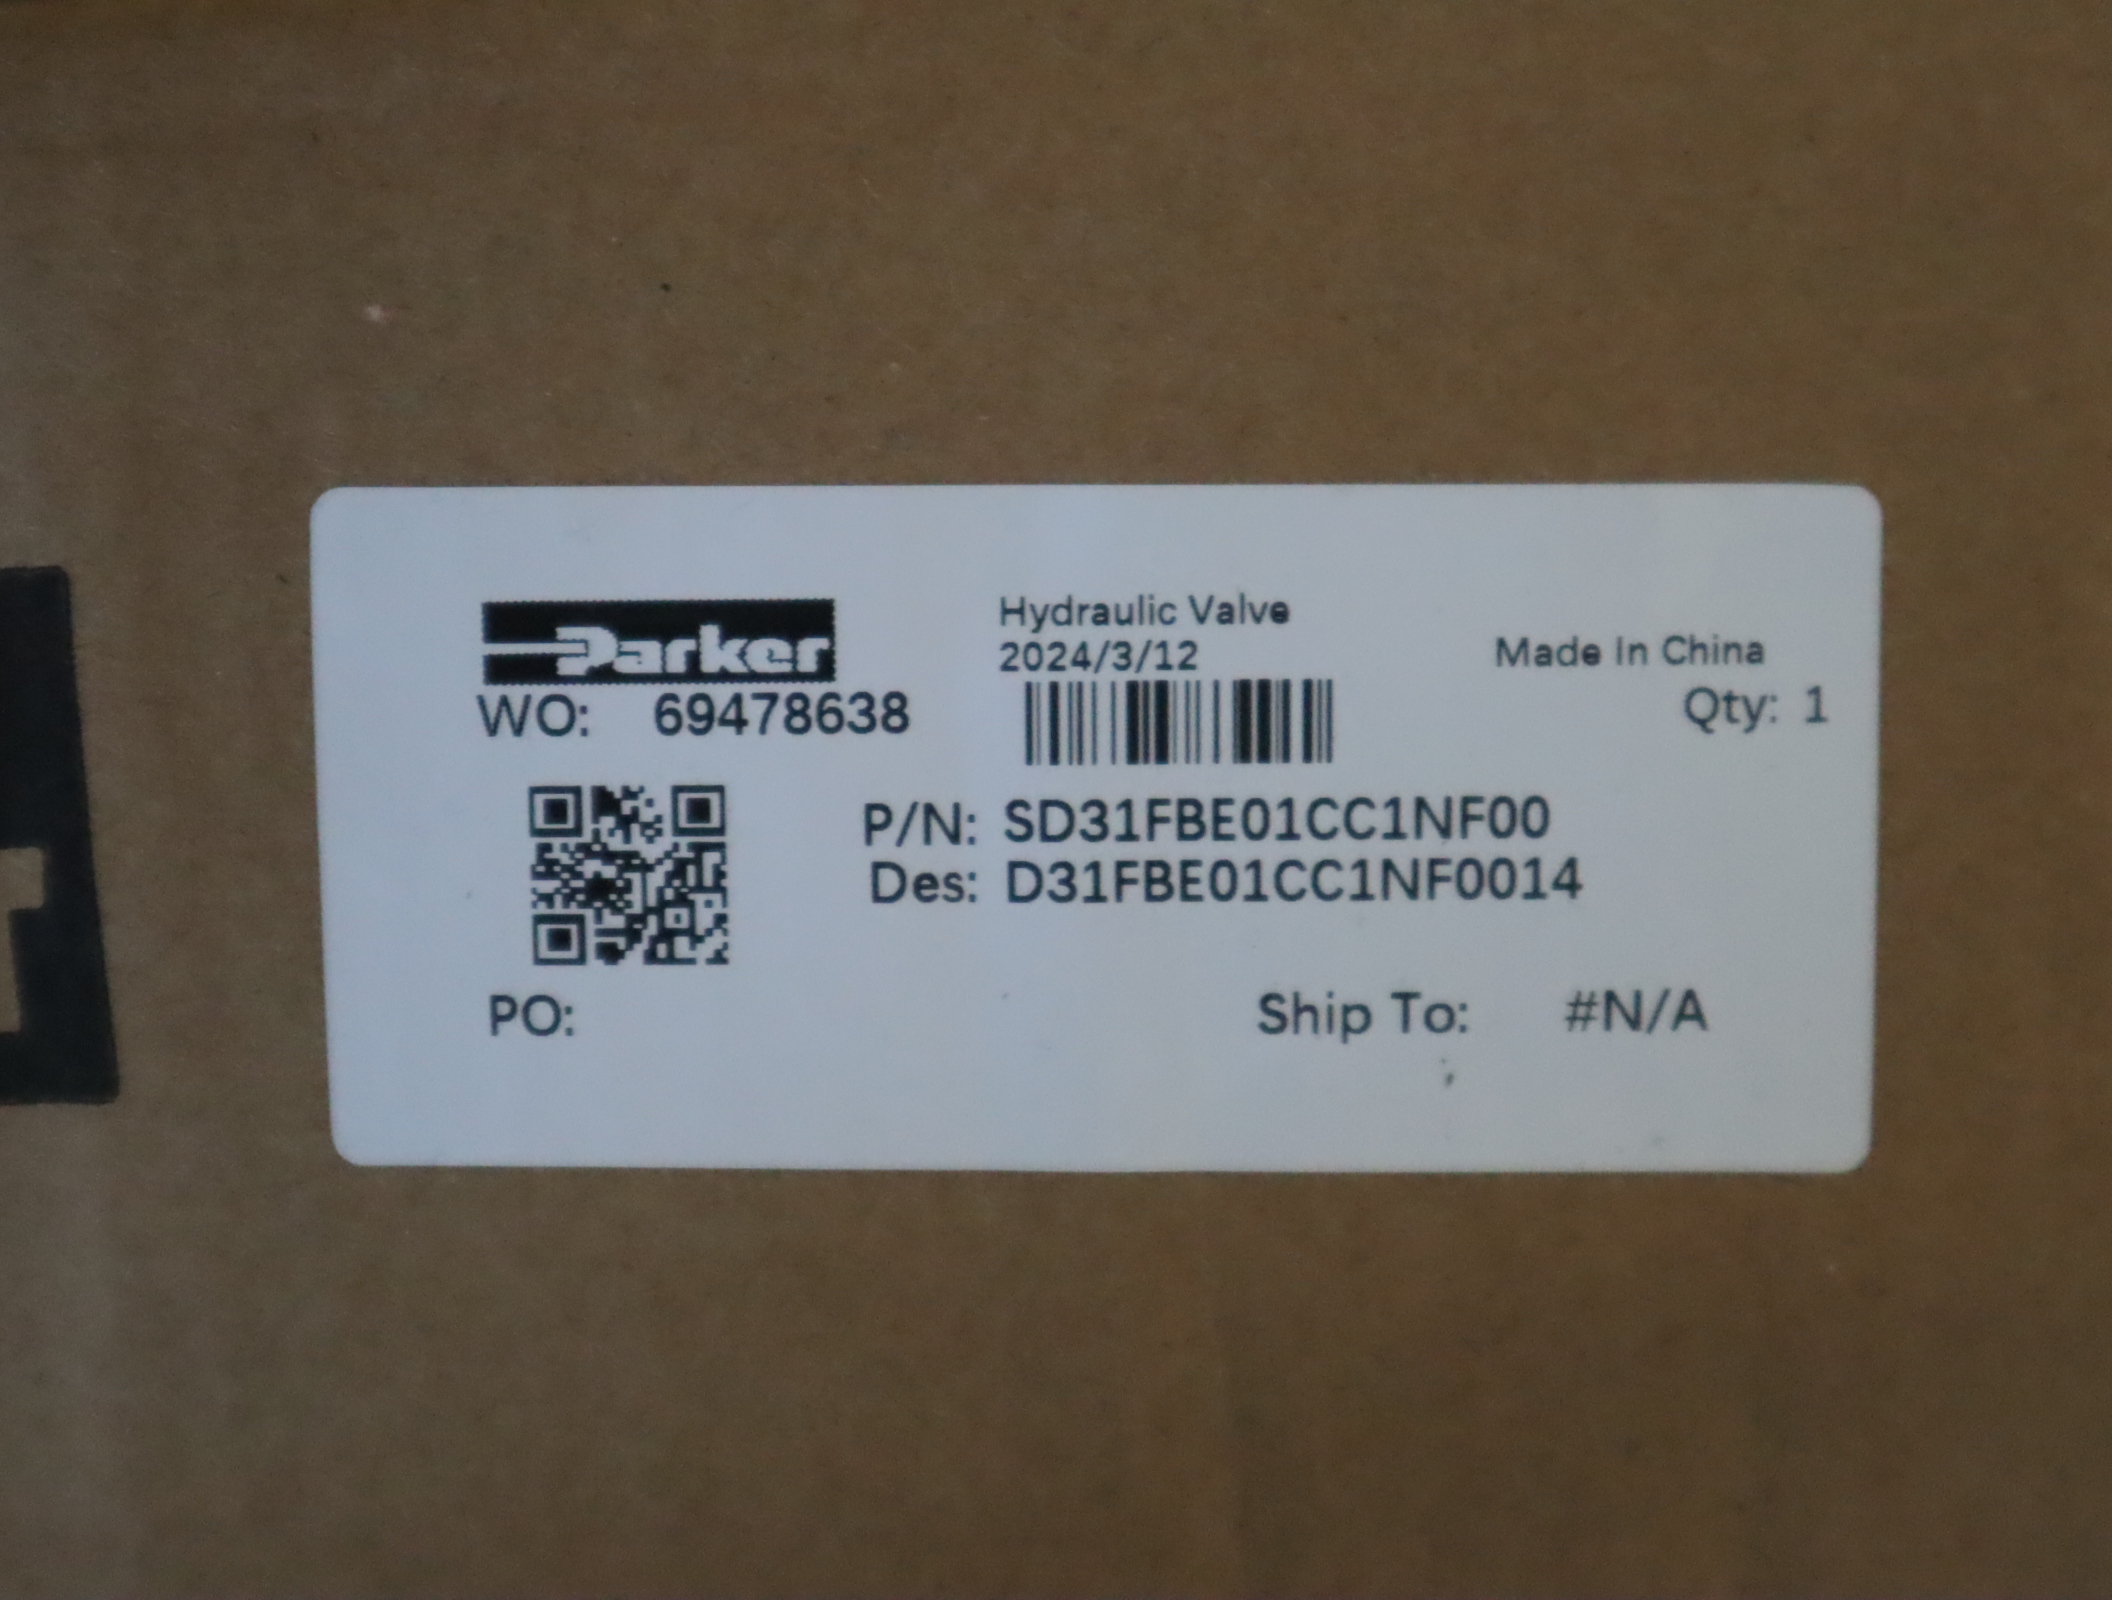 Parker
Hydraulic Valve
2024/3/12
Made In China
WO: 69478638
Qty: 1
P/N: SD31FBE01CC1NF00
Des: D31FBE01CC1NF0014
PO:
Ship To: #N/A